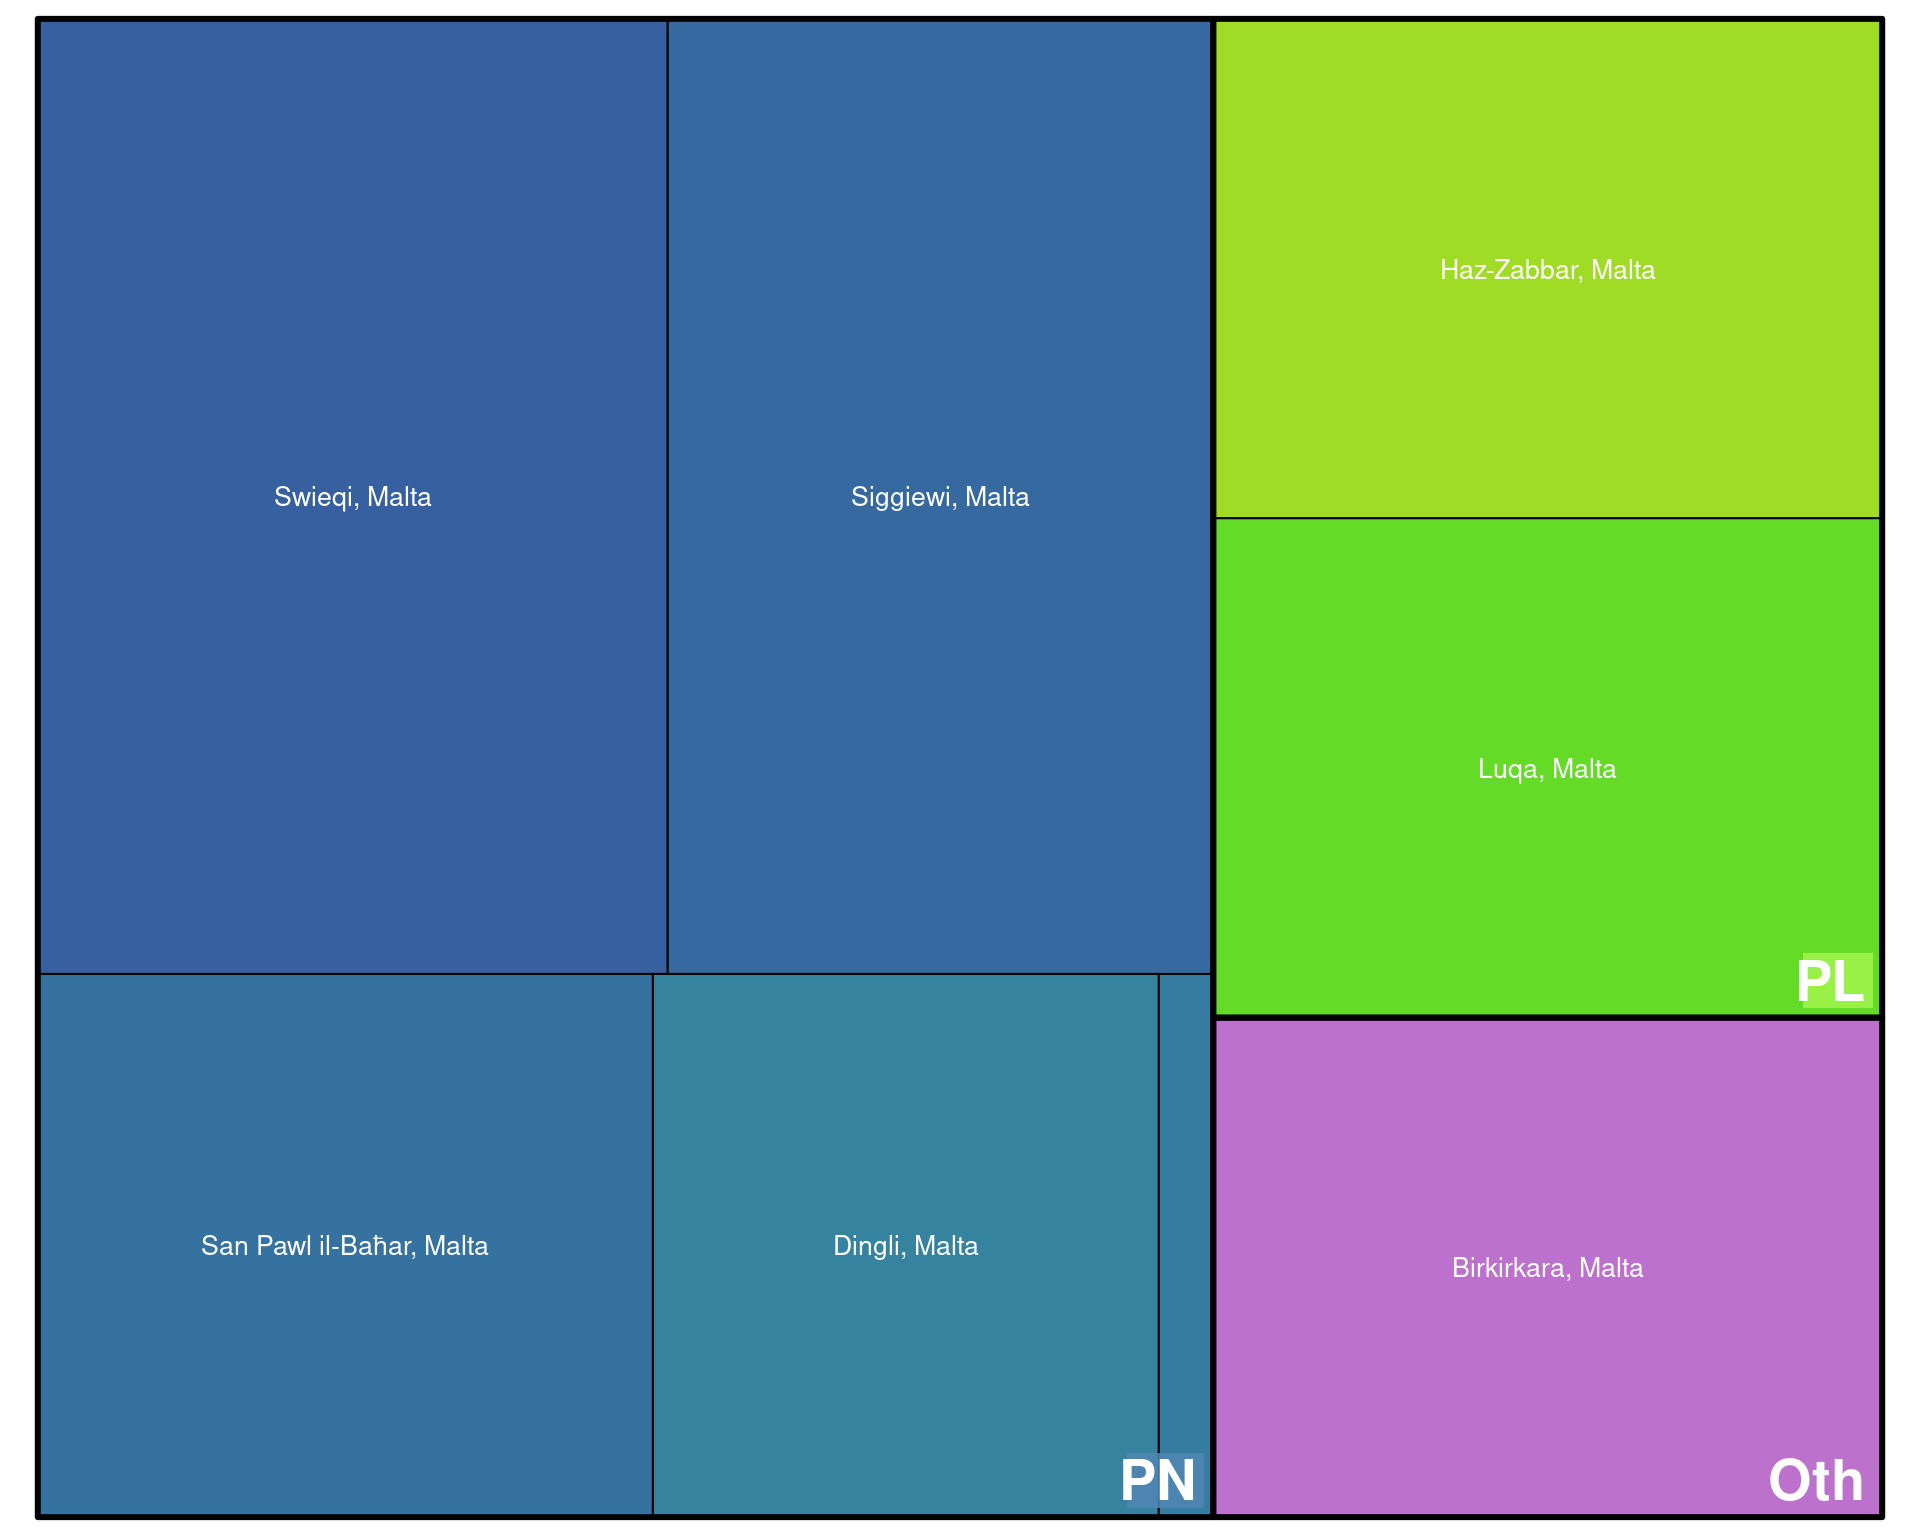 Swieqi, Malta
Siggiewi, Malta
Haz-Zabbar, Malta
Luqa, Malta
PL
San Pawl il-Baħar, Malta
Dingli, Malta
PN
Birkirkara, Malta
Oth